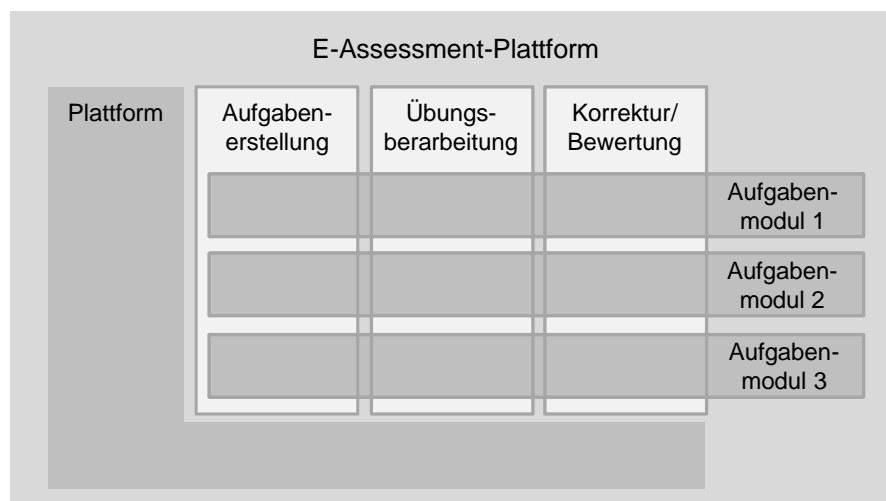 E-Assessment-Plattform
Plattform
Aufgaben-
erstellung
Übungs-
berarbeitung
Korrektur/
Bewertung
Aufgaben-
modul 1
Aufgaben-
modul 2
Aufgaben-
modul 3